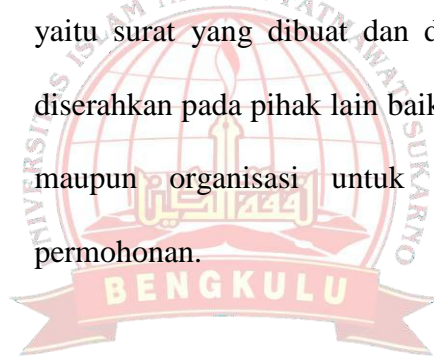 yaitu surat yang dibuat dan d
diserahkan pada pihak lain baik
maupun organisasi untuk
permohonan.
BENGKULU